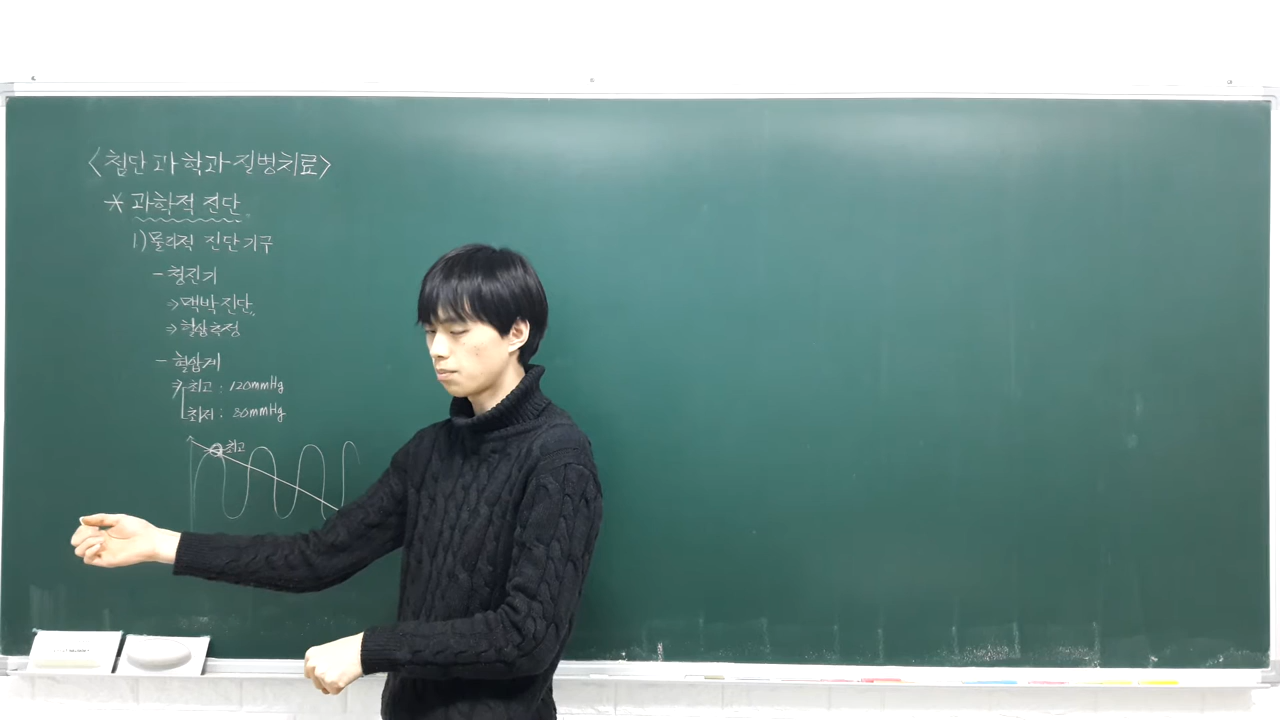 <첨단과학과 질병치료>
* 과학적 진단
1) 물리적 진단기구
- 청진기
⇒ 맥박 진단
⇒ 혈압측정
- 혈압계
* 최고 : 120mmHg
최저 : 80mmHg
최고